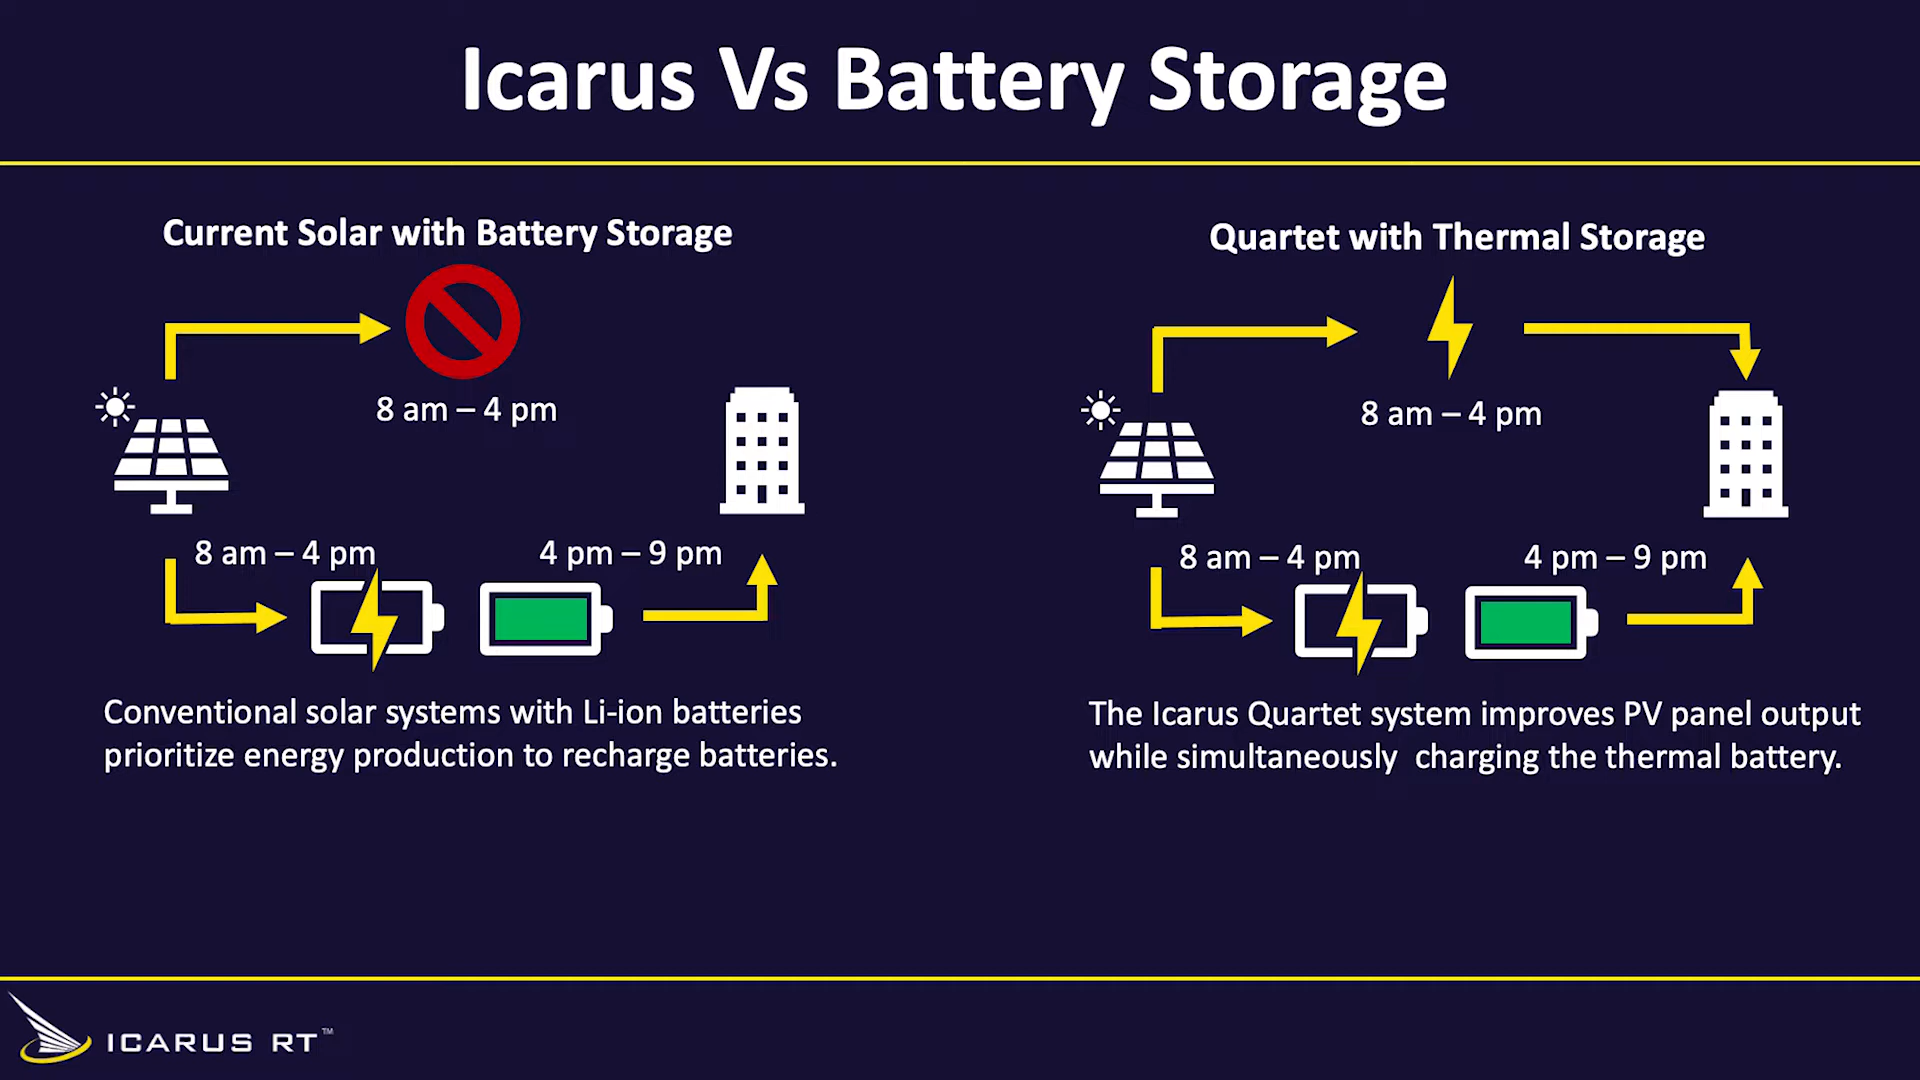 Icarus Vs Battery Storage
Current Solar with Battery Storage
8 am – 4 pm
8 am – 4 pm
4 pm – 9 pm
Conventional solar systems with Li-ion batteries
prioritize energy production to recharge batteries.
Quartet with Thermal Storage
8 am – 4 pm
8 am – 4 pm
4 pm – 9 pm
The Icarus Quartet system improves PV panel output
while simultaneously  charging the thermal battery.
ICARUS RT™